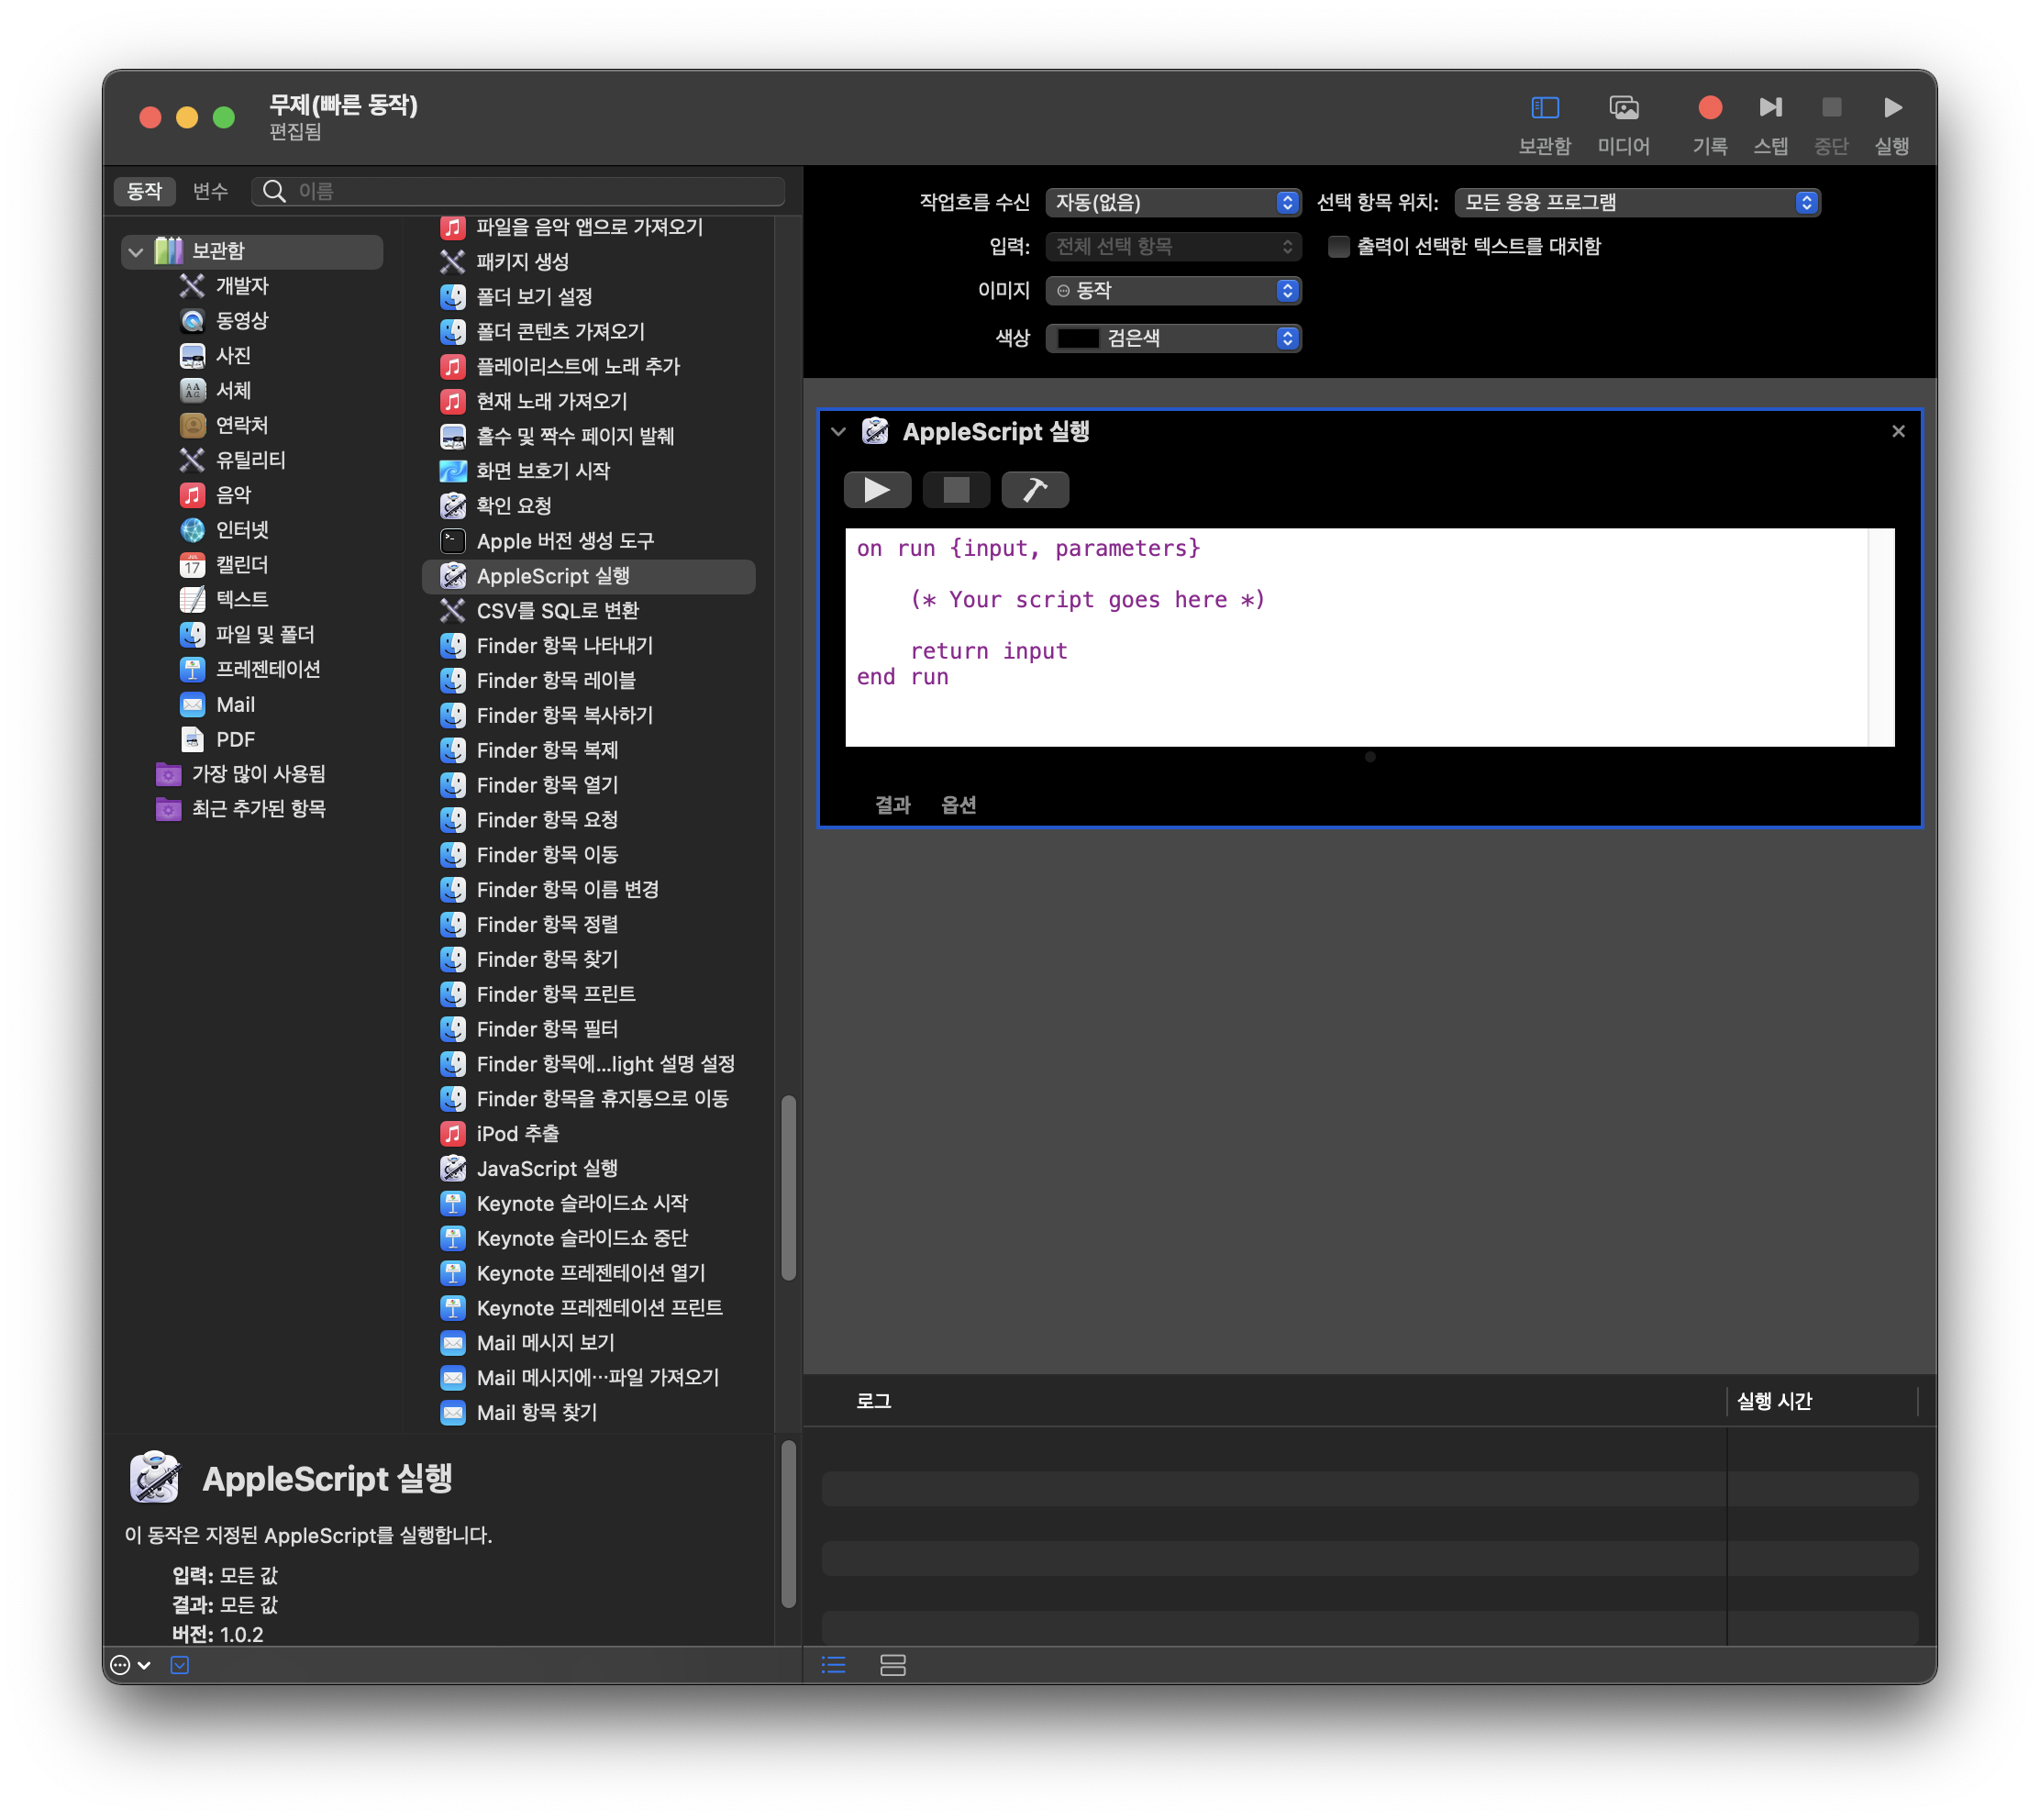 무제(빠른 동작)
편집됨
보관함
미디어
기록
스텝
중단
실행
동작
변수
이름
보관함
개발자
동영상
사진
서체
연락처
유틸리티
음악
인터넷
캘린더
텍스트
파일 및 폴더
프레젠테이션
Mail
PDF
가장 많이 사용됨
최근 추가된 항목
파일을 음악 앱으로 가져오기
패키지 생성
폴더 보기 설정
폴더 콘텐츠 가져오기
플레이리스트에 노래 추가
현재 노래 가져오기
홀수 및 짝수 페이지 발췌
화면 보호기 시작
확인 요청
Apple 버전 생성 도구
AppleScript 실행
CSV를 SQL로 변환
Finder 항목 나타내기
Finder 항목 레이블
Finder 항목 복사하기
Finder 항목 복제
Finder 항목 열기
Finder 항목 요청
Finder 항목 이동
Finder 항목 이름 변경
Finder 항목 정렬
Finder 항목 찾기
Finder 항목 프린트
Finder 항목 필터
Finder 항목에...light 설명 설정
Finder 항목을 휴지통으로 이동
iPod 추출
JavaScript 실행
Keynote 슬라이드쇼 시작
Keynote 슬라이드쇼 중단
Keynote 프레젠테이션 열기
Keynote 프레젠테이션 프린트
Mail 메시지 보기
Mail 메시지에…파일 가져오기
Mail 항목 찾기
AppleScript 실행
이 동작은 지정된 AppleScript를 실행합니다.
입력: 모든 값
결과: 모든 값
버전: 1.0.2
작업흐름 수신 자동(없음) 선택 항목 위치: 모든 응용 프로그램
입력: 전체 선택 항목 출력이 선택한 텍스트를 대치함
이미지 동작
색상 검은색
AppleScript 실행
on run {input, parameters}
(* Your script goes here *)
return input
end run
결과 옵션
로그 실행 시간